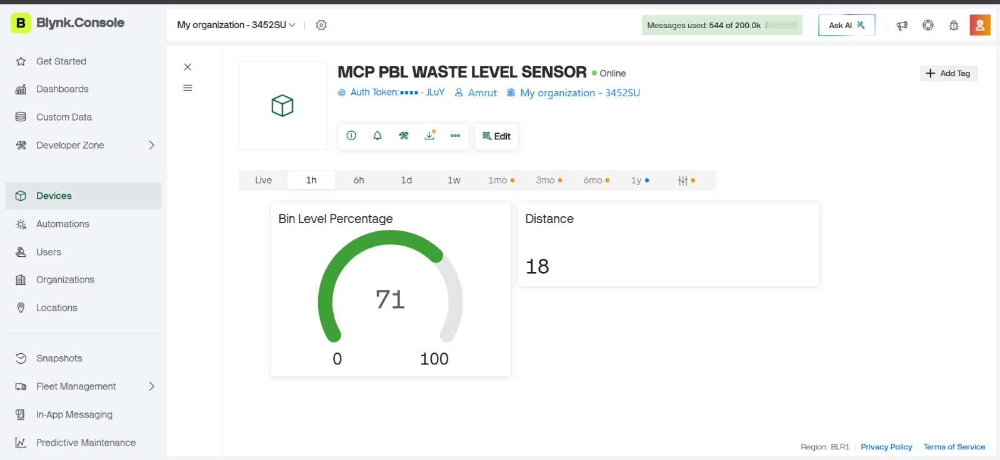 B Blynk.Console
My organization - 3452SU
Messages used: 544 of 200.0k
Ask AI
Get Started
Dashboards
Custom Data
Developer Zone
Devices
Automations
Users
Organizations
Locations
Snapshots
Fleet Management
In-App Messaging
Predictive Maintenance
MCP PBL WASTE LEVEL SENSOR
Online
Add Tag
Auth Token:▪▪▪▪ - JLuY
Amrut
My organization - 3452SU
Edit
Live 1h 6h 1d 1w 1mo 3mo 6mo 1y
Bin Level Percentage
71
0 100
Distance
18
Region: BLR1
Privacy Policy
Terms of Service